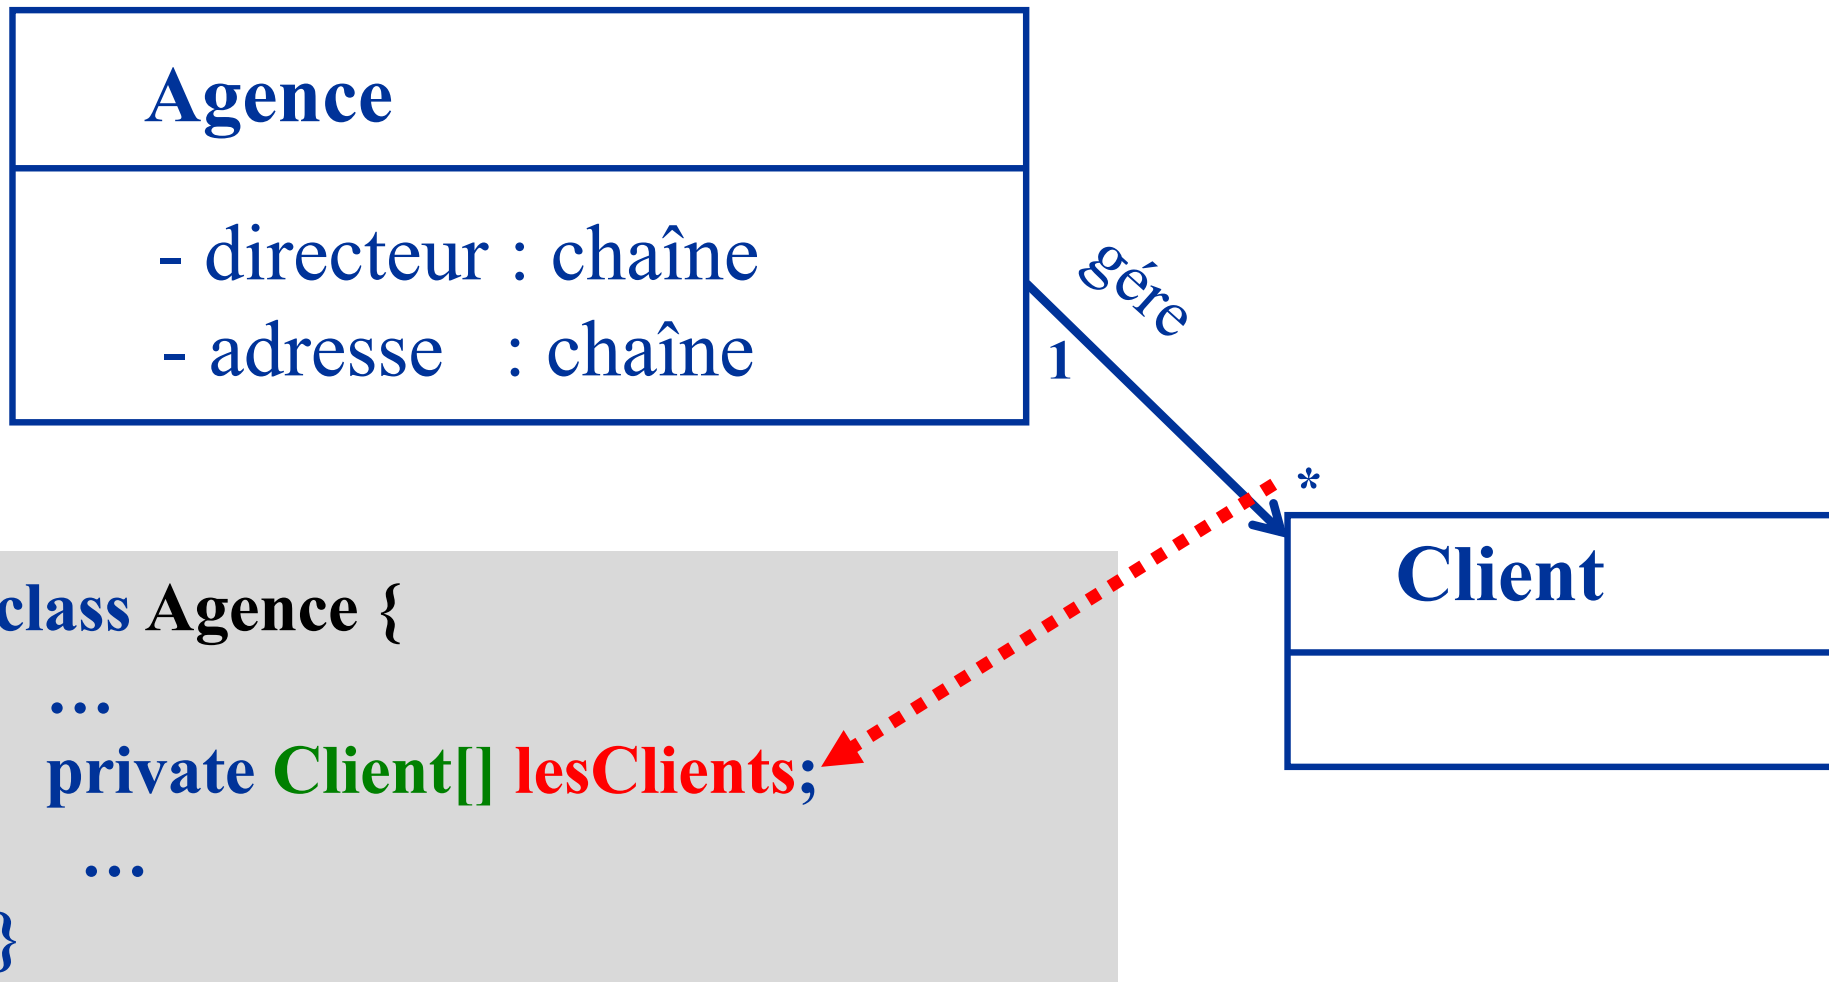 Agence
- directeur : chaîne
- adresse : chaîne
gére
1
*
Client
class Agence {
...
private Client[] lesClients;
...
}